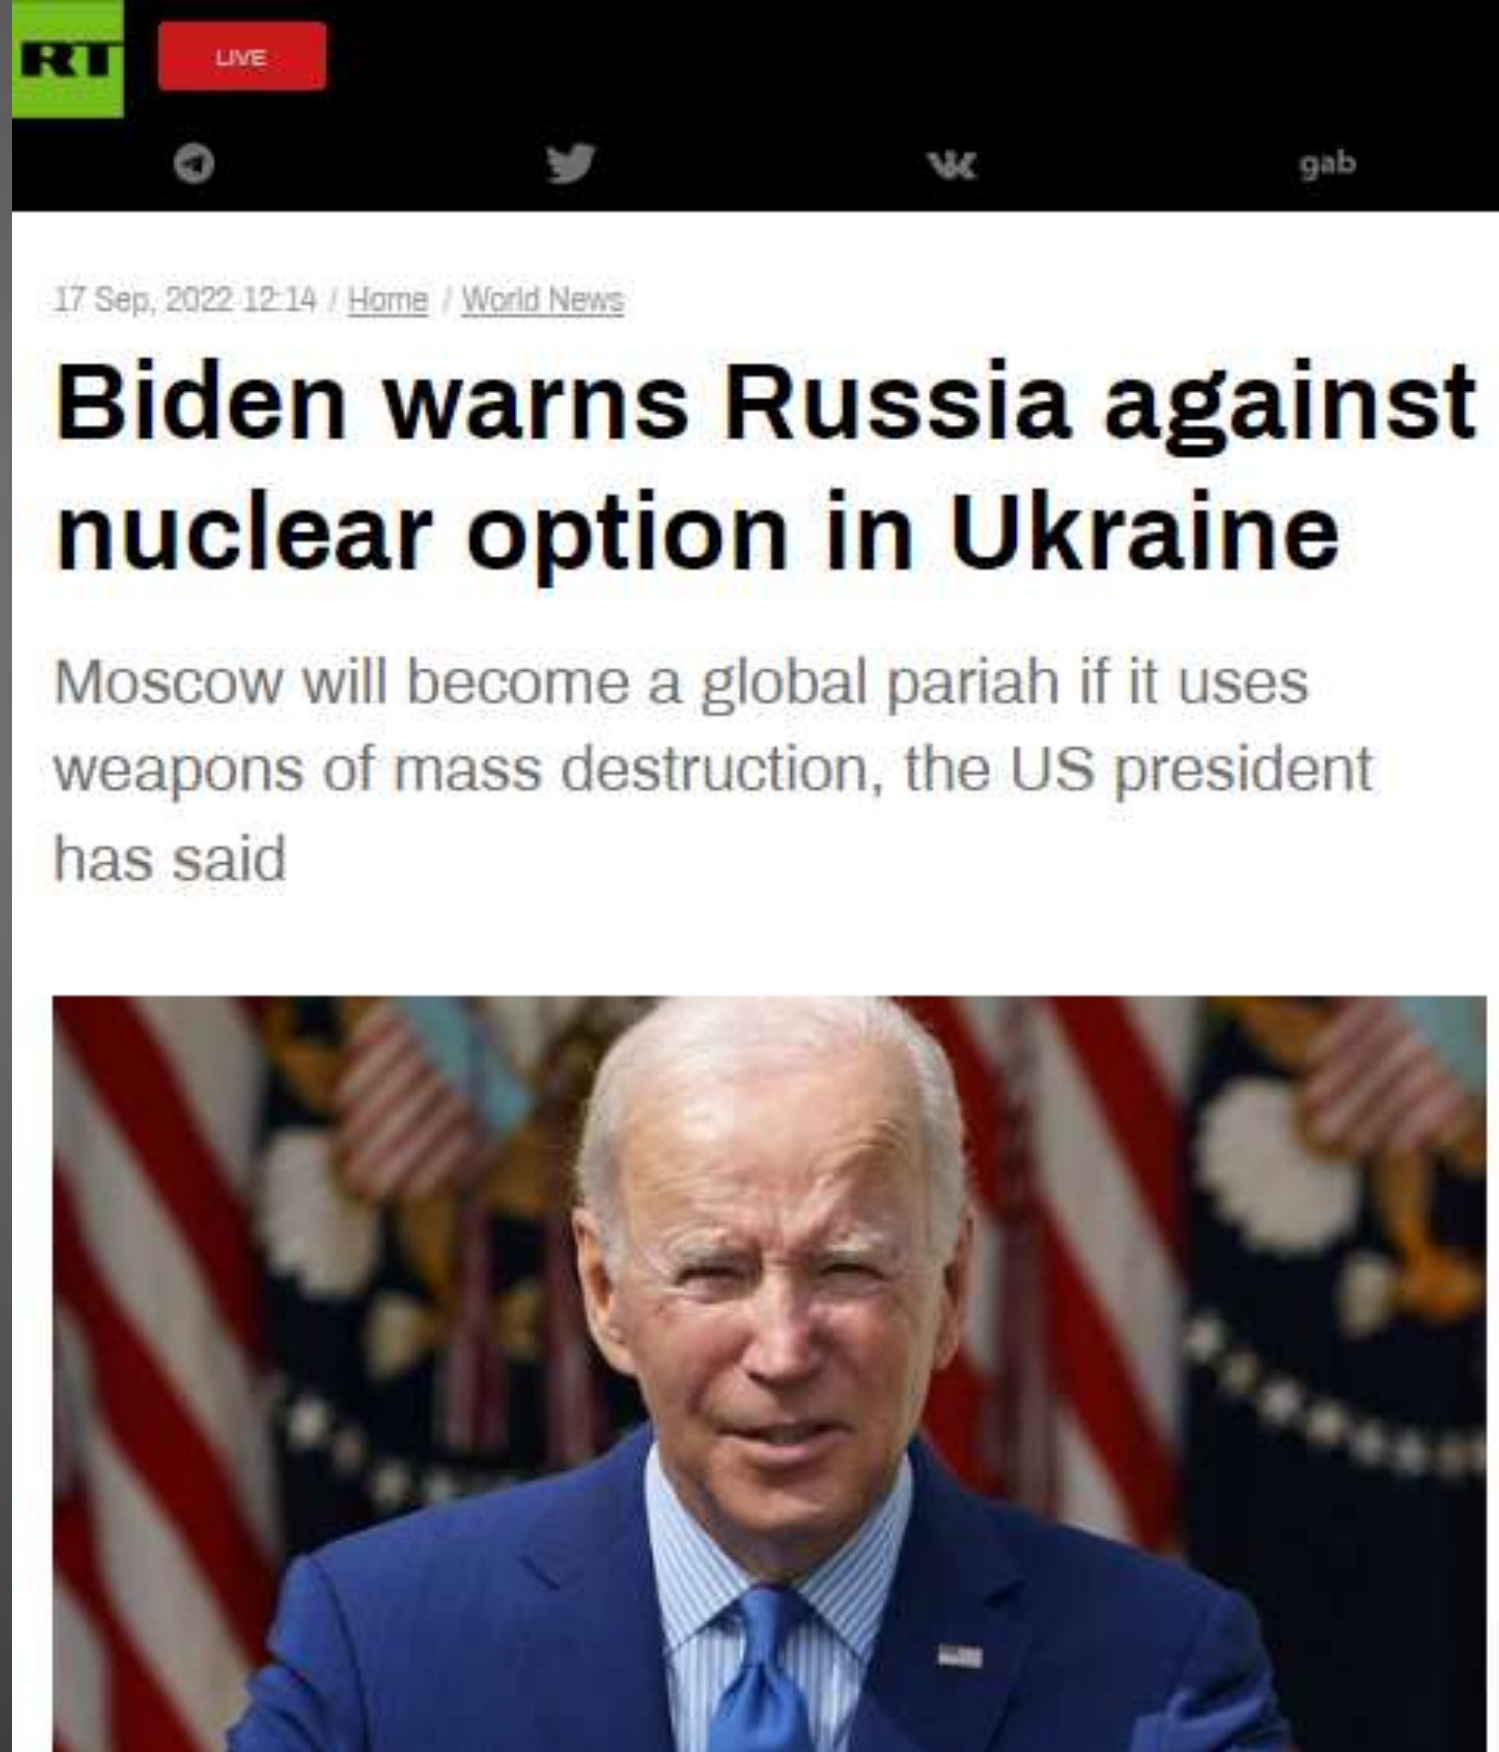 RT
LIVE
gab
17 Sep, 2022 12:14 / Home / World News
Biden warns Russia against
nuclear option in Ukraine
Moscow will become a global pariah if it uses
weapons of mass destruction, the US president
has said